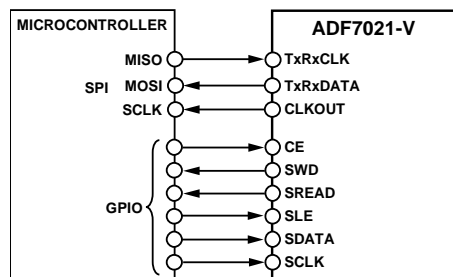 MICROCONTROLLER
ADF7021-V
MISO
TxRxCLK
SPI
MOSI
TxRxDATA
SCLK
CLKOUT
CE
SWD
SREAD
GPIO
SLE
SDATA
SCLK